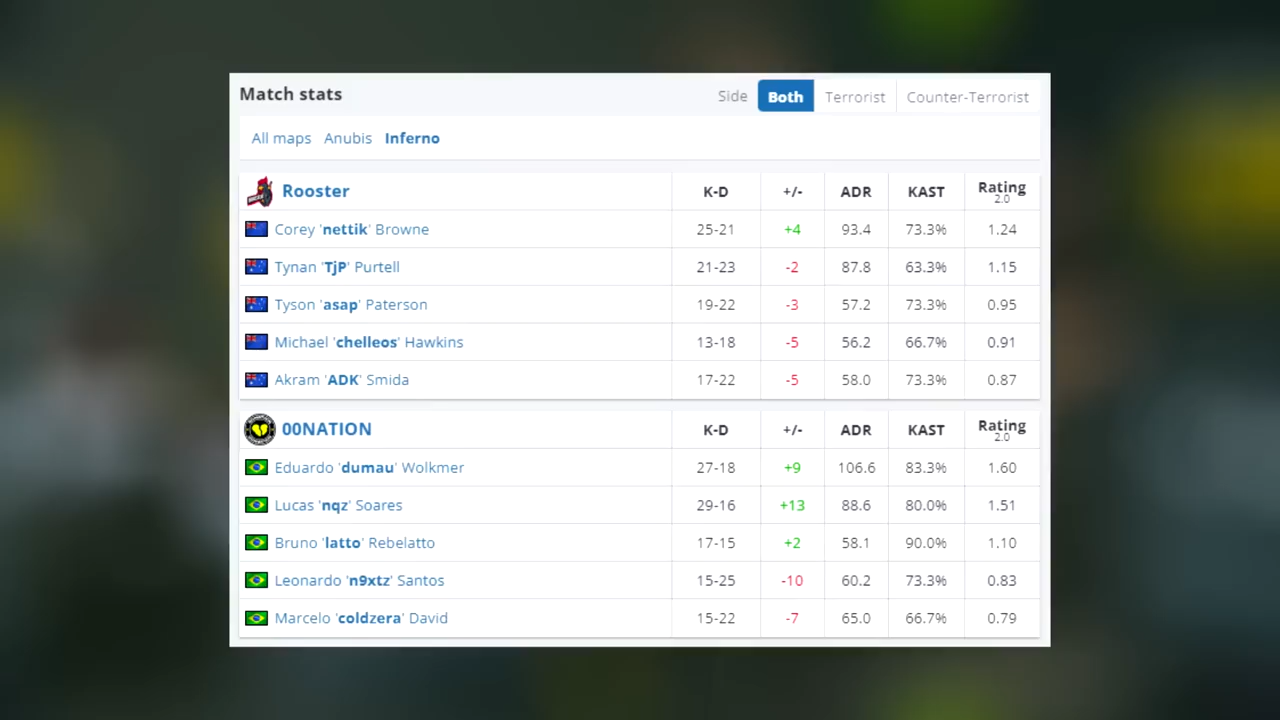 Match stats Side Both Terrorist Counter-Terrorist
All maps Anubis Inferno
Rooster K-D +/- ADR KAST Rating 2.0
Corey 'nettik' Browne 25-21 +4 93.4 73.3% 1.24
Tynan 'TjP' Purtell 21-23 -2 87.8 63.3% 1.15
Tyson 'asap' Paterson 19-22 -3 57.2 73.3% 0.95
Michael 'chelleos' Hawkins 13-18 -5 56.2 66.7% 0.91
Akram 'ADK' Smida 17-22 -5 58.0 73.3% 0.87
00NATION K-D +/- ADR KAST Rating 2.0
Eduardo 'dumau' Wolkmer 27-18 +9 106.6 83.3% 1.60
Lucas 'nqz' Soares 29-16 +13 88.6 80.0% 1.51
Bruno 'latto' Rebelatto 17-15 +2 58.1 90.0% 1.10
Leonardo 'n9xtz' Santos 15-25 -10 60.2 73.3% 0.83
Marcelo 'coldzera' David 15-22 -7 65.0 66.7% 0.79